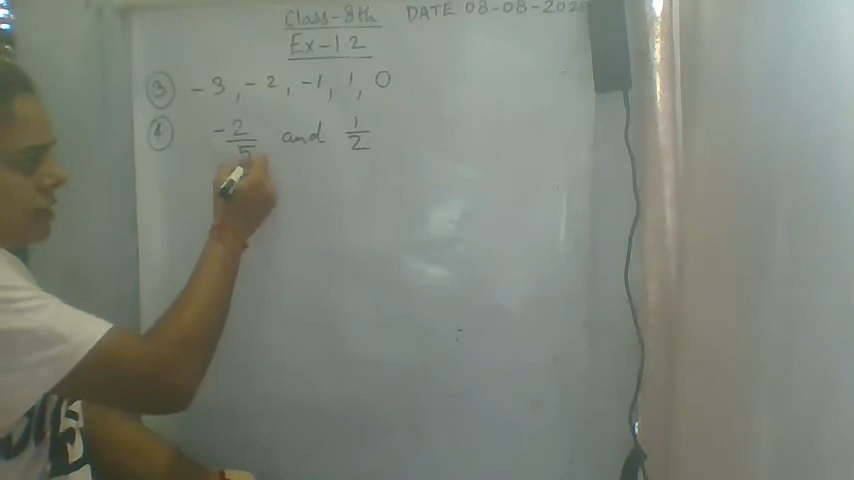 Class-8th DATE 08-08-2020
Ex-1.2
③ -3, -2, -1, 1, 0
④ -2/5 and 1/2